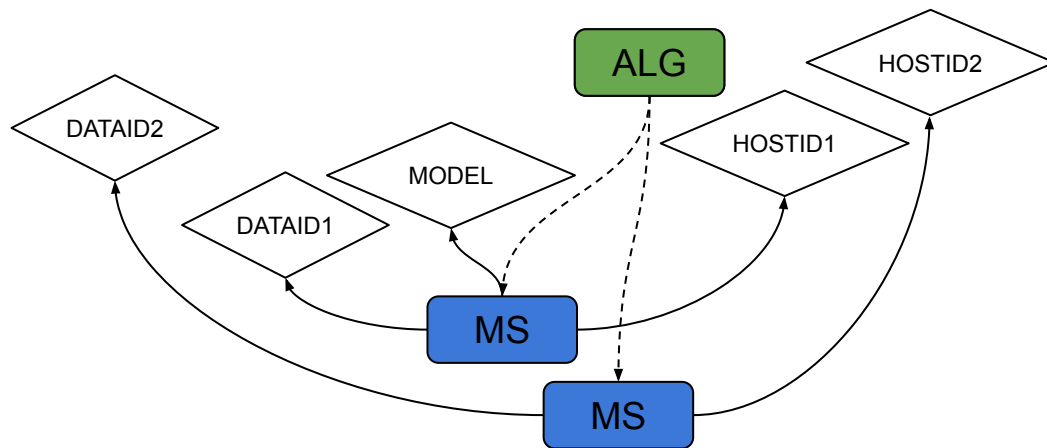 ALG
HOSTID2
DATAID2
HOSTID1
MODEL
DATAID1
MS
MS